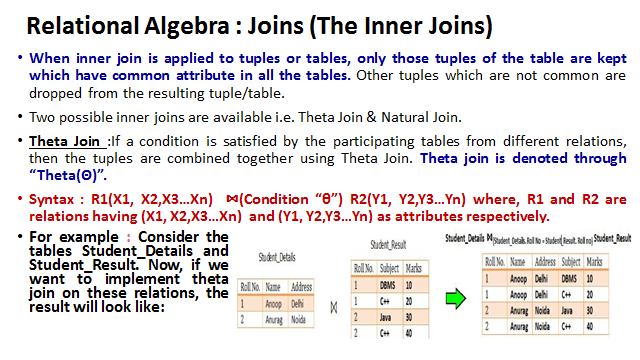 Relational Algebra : Joins (The Inner Joins)
• When inner join is applied to tuples or tables, only those tuples of the table are kept
which have common attribute in all the tables. Other tuples which are not common are
dropped from the resulting tuple/table.
• Two possible inner joins are available i.e. Theta Join & Natural Join.
• Theta Join :If a condition is satisfied by the participating tables from different relations,
then the tuples are combined together using Theta Join. Theta join is denoted through
“Theta(Θ)”.
• Syntax : R1(X1, X2,X3...Xn) ⋈(Condition “θ”) R2(Y1, Y2,Y3...Yn) where, R1 and R2 are
relations having (X1, X2,X3...Xn) and (Y1, Y2,Y3...Yn) as attributes respectively.
• For example : Consider the
tables Student_Details and
Student_Result. Now, if we
want to implement theta
join on these relations, the
result will look like:
Student_Details
Roll No. Name Address
1 Anoop Delhi
2 Anurag Noida
⋈
Student_Result
Roll No. Subject Marks
1 DBMS 10
1 C++ 20
2 Java 30
2 C++ 40
Student_Details ⋈(Student_Details.Roll No = Student_Result.Roll no) Student_Result
Roll No. Name Address Subject Marks
1 Anoop Delhi DBMS 10
1 Anoop Delhi C++ 20
2 Anurag Noida Java 30
2 Anurag Noida C++ 40